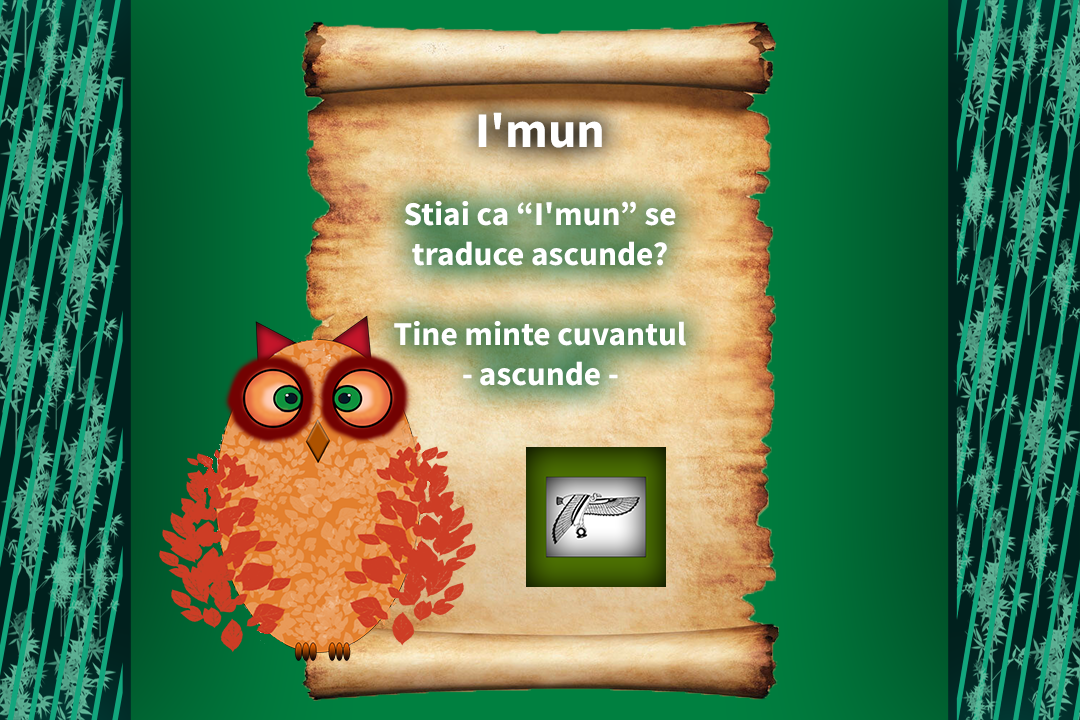 I'mun
Stiai ca “I'mun” se
traduce ascunde?
Tine minte cuvantul
- ascunde -